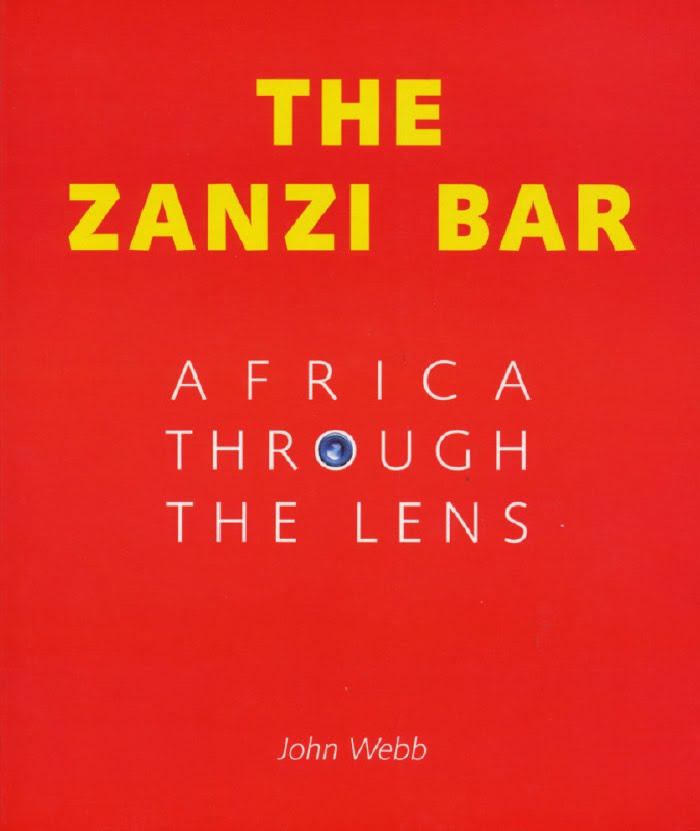 THE
ZANZI BAR
AFRICA
THROUGH
THE LENS
John Webb